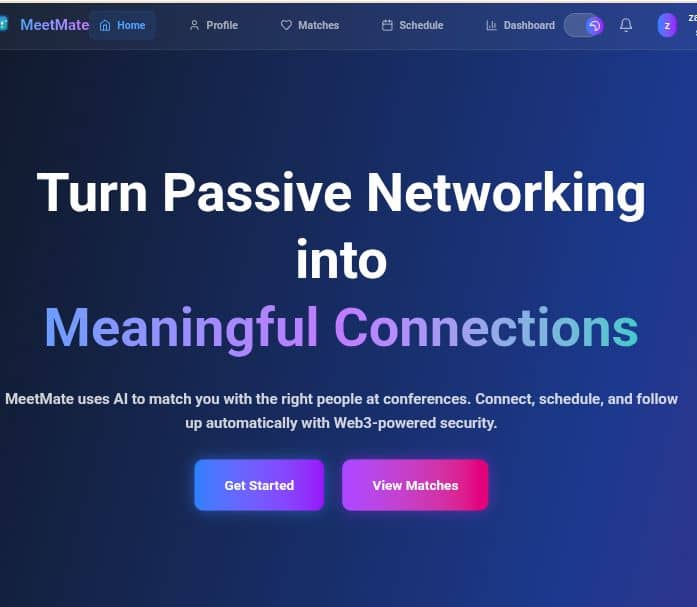 MeetMate Home Profile Matches Schedule Dashboard z
Turn Passive Networking
into
Meaningful Connections
MeetMate uses AI to match you with the right people at conferences. Connect, schedule, and follow
up automatically with Web3-powered security.
Get Started View Matches